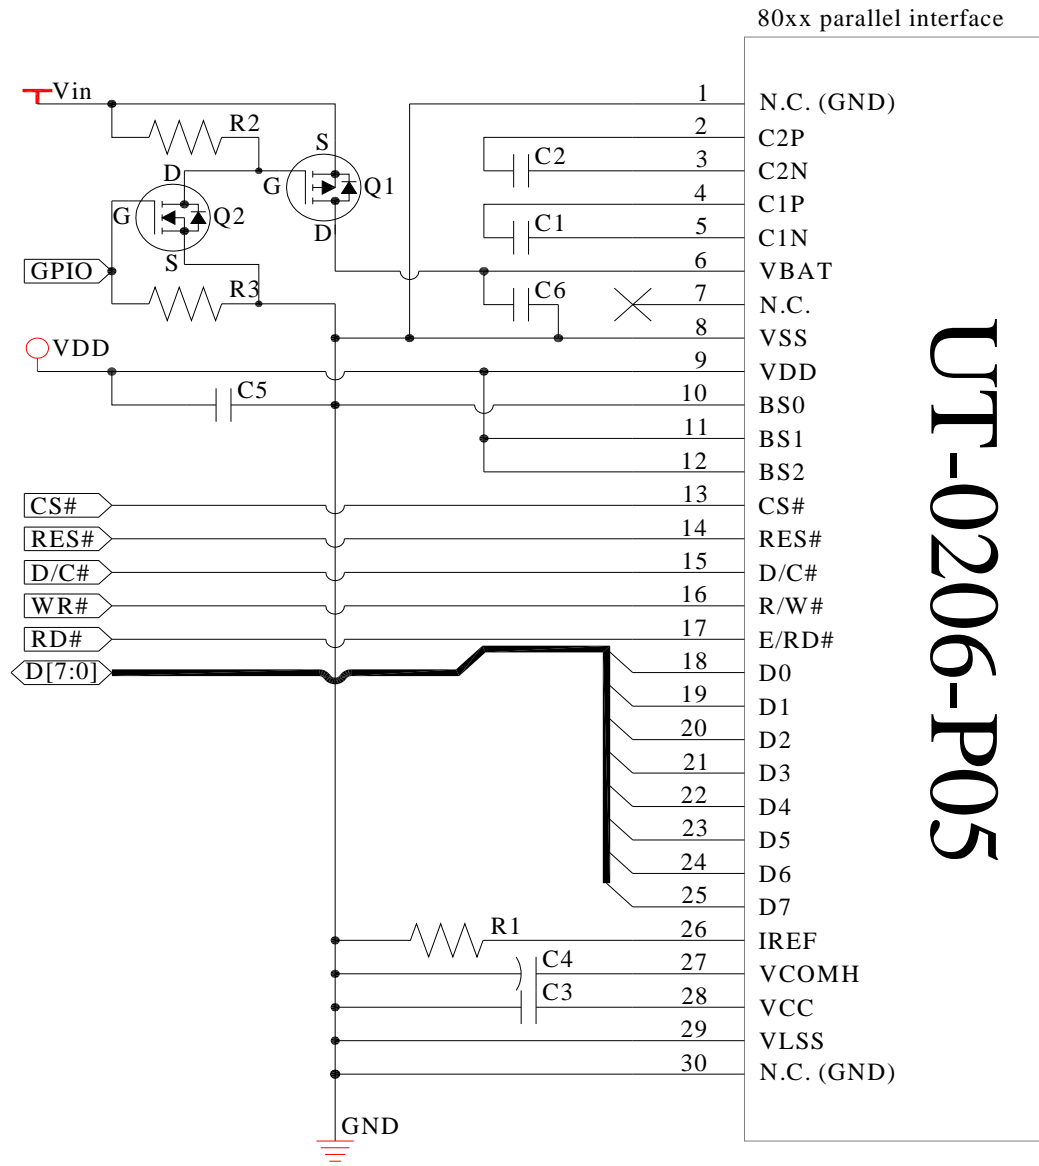 80xx parallel interface
Vin
R2
S
D
G
Q1
G
Q2
D
S
GPIO
R3
VDD
C5
C2
C1
C6
CS#
RES#
D/C#
WR#
RD#
D[7:0]
R1
C4
C3
GND
1 N.C. (GND)
2 C2P
3 C2N
4 C1P
5 C1N
6 VBAT
7 N.C.
8 VSS
9 VDD
10 BS0
11 BS1
12 BS2
13 CS#
14 RES#
15 D/C#
16 R/W#
17 E/RD#
18 D0
19 D1
20 D2
21 D3
22 D4
23 D5
24 D6
25 D7
26 IREF
27 VCOMH
28 VCC
29 VLSS
30 N.C. (GND)
UT-0206-P05